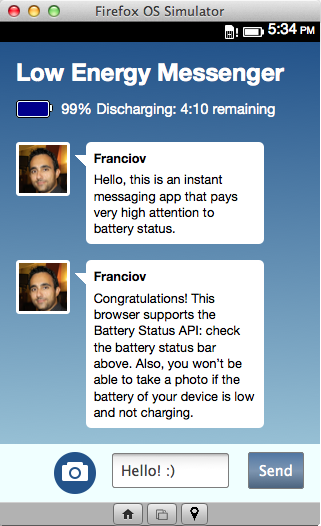 Firefox OS Simulator
5:34 PM
Low Energy Messenger
99% Discharging: 4:10 remaining
Franciov
Hello, this is an instant
messaging app that pays
very high attention to
battery status.
Franciov
Congratulations! This
browser supports the
Battery Status API: check
the battery status bar
above. Also, you won’t be
able to take a photo if the
battery of your device is low
and not charging.
Hello! :)
Send